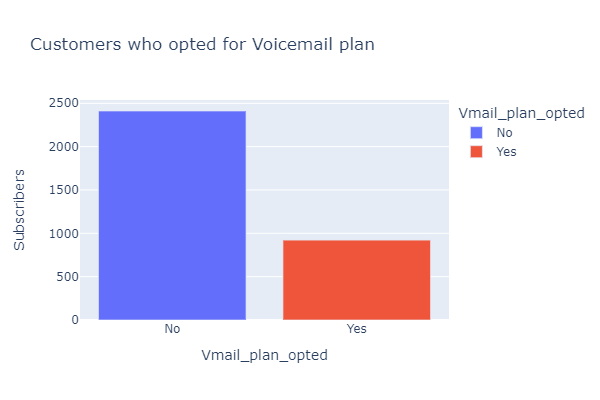 Customers who opted for Voicemail plan
2500
2000
1500
1000
500
0
Subscribers
No
Yes
Vmail_plan_opted
Vmail_plan_opted
No
Yes